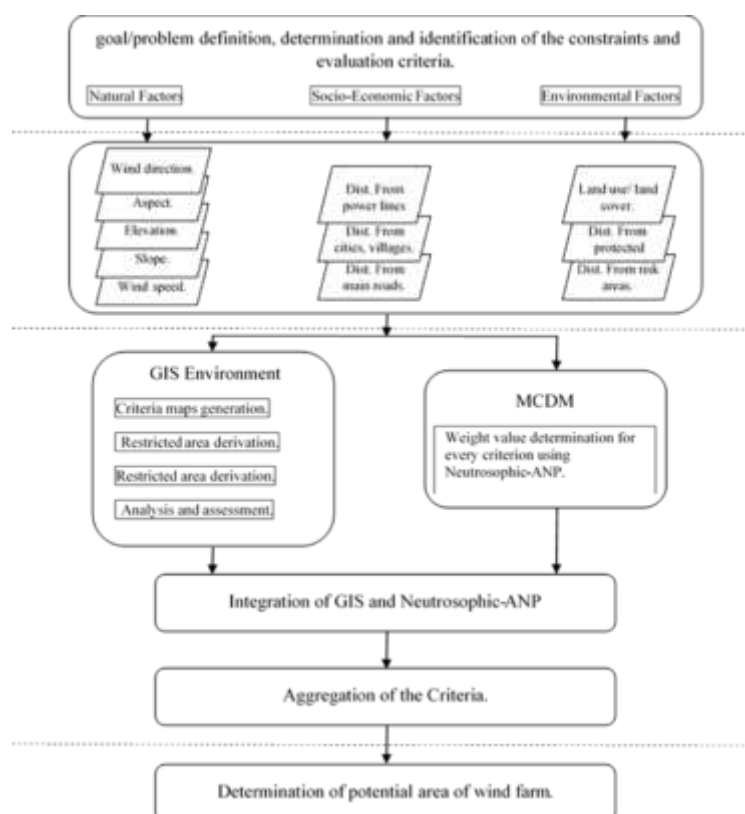 goal/problem definition, determination and identification of the constraints and
evaluation criteria.
Natural Factors
Socio-Economic Factors
Environmental Factors
Wind direction.
Aspect.
Elevation.
Slope.
Wind speed.
Dist. From
power lines
Dist. From
cities, villages.
Dist. From
main roads.
Land use/ land
cover.
Dist. From
protected
Dist. From risk
areas.
GIS Environment
Criteria maps generation.
Restricted area derivation.
Restricted area derivation.
Analysis and assessment.
MCDM
Weight value determination for
every criterion using
Neutrosophic-ANP.
Integration of GIS and Neutrosophic-ANP
Aggregation of the Criteria.
Determination of potential area of wind farm.